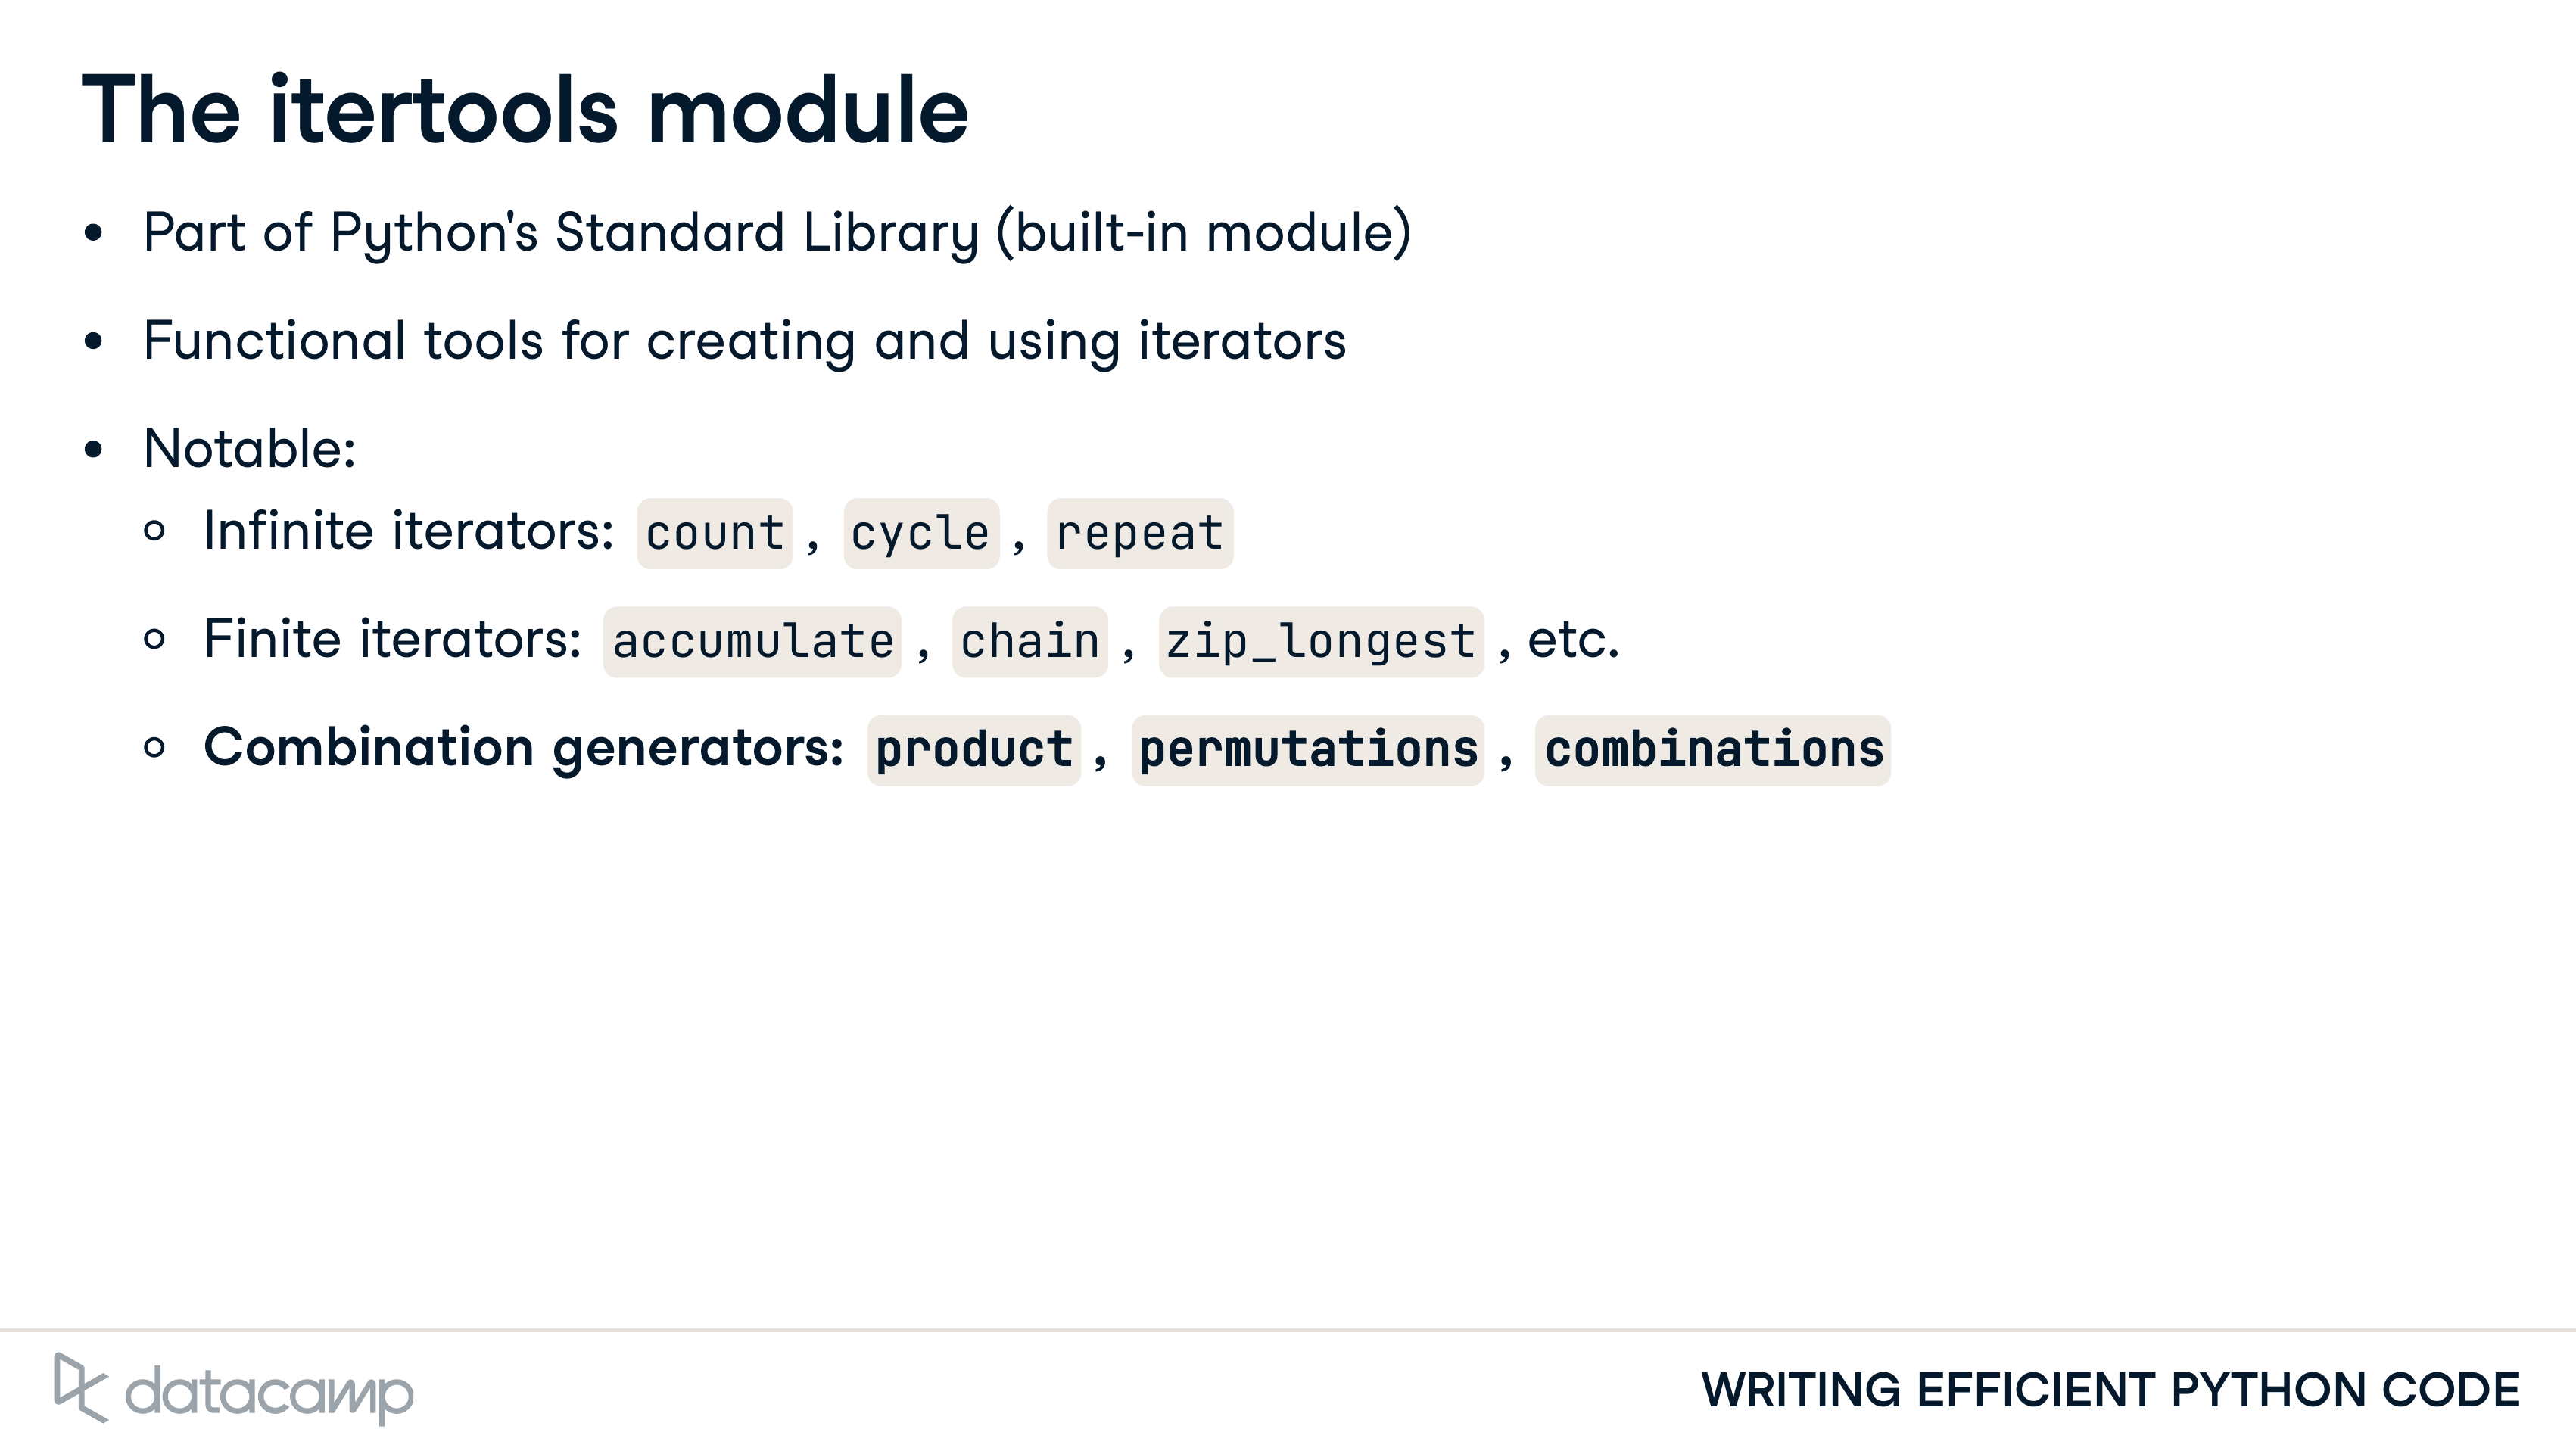 The itertools module
• Part of Python's Standard Library (built-in module)
• Functional tools for creating and using iterators
• Notable:
◦ Infinite iterators: count , cycle , repeat
◦ Finite iterators: accumulate , chain , zip_longest , etc.
◦ Combination generators: product , permutations , combinations
datacamp
WRITING EFFICIENT PYTHON CODE